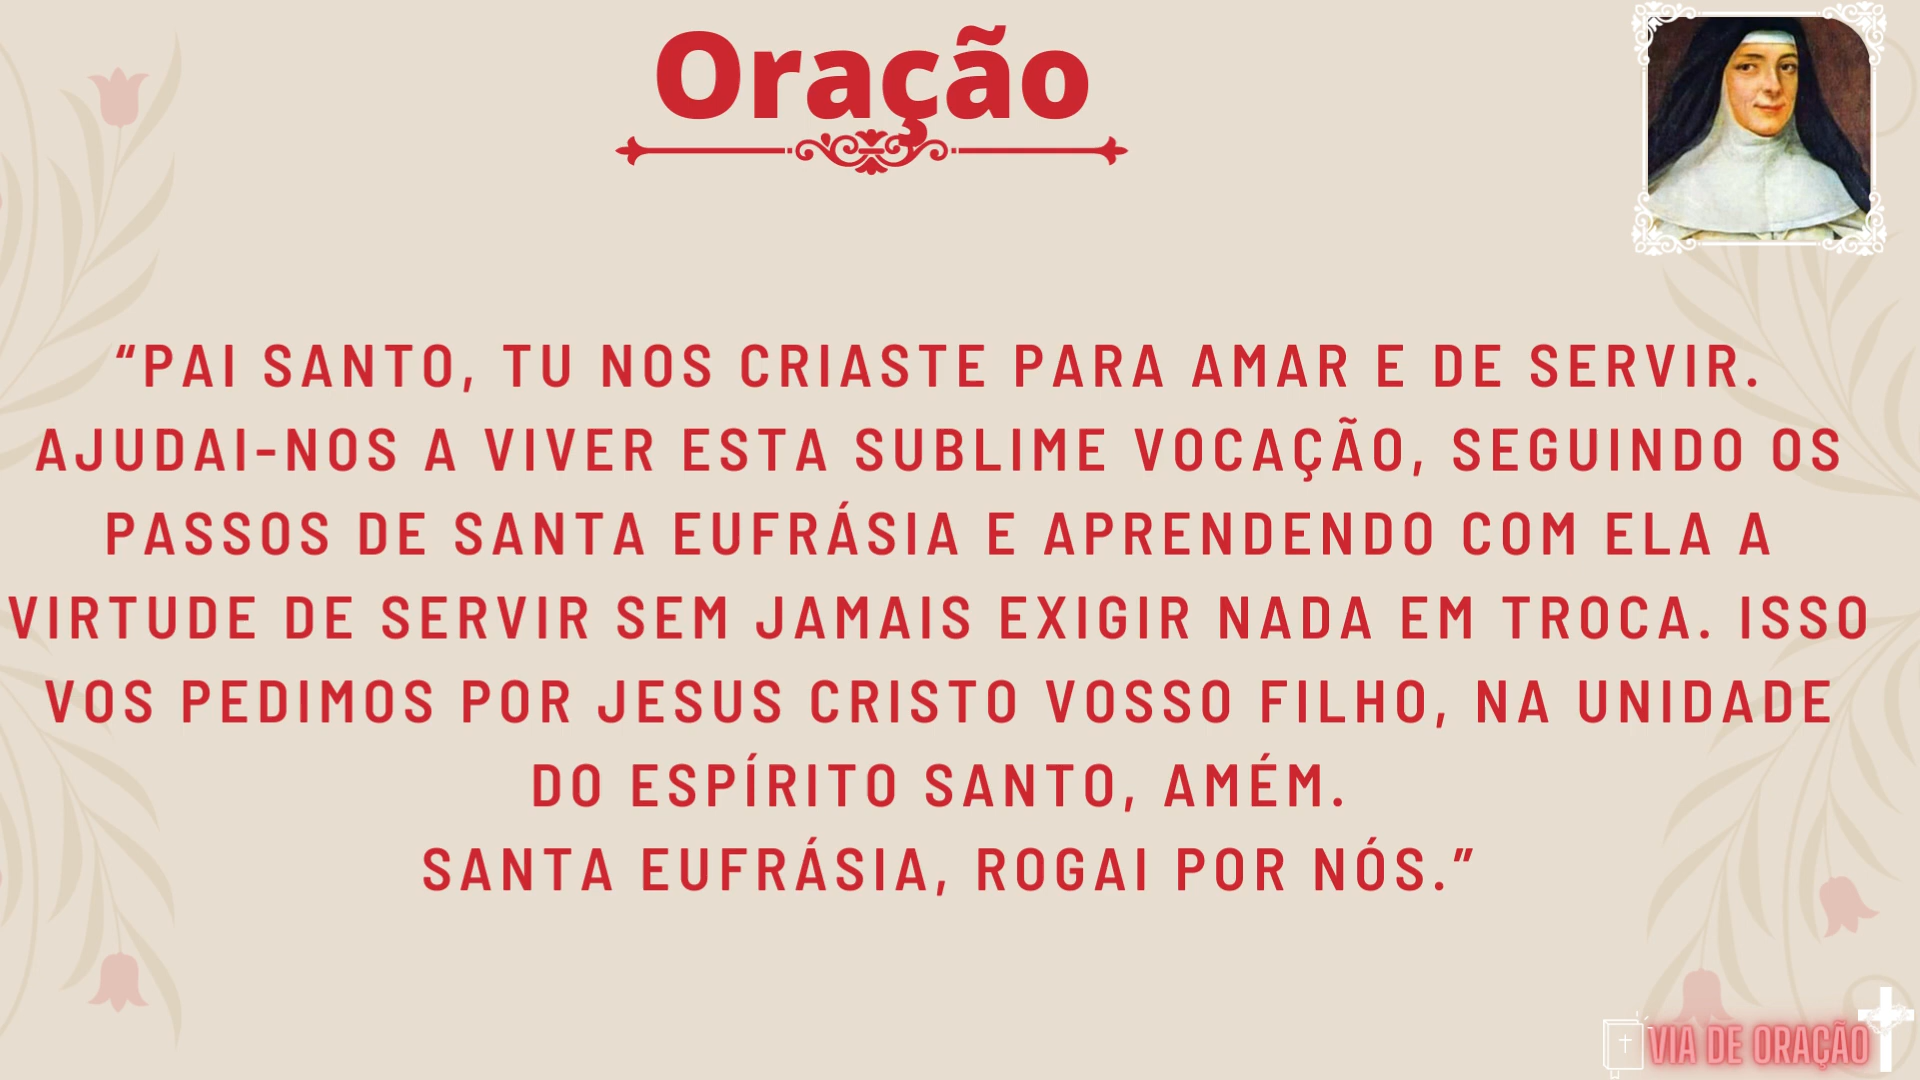 Oração
“PAI SANTO, TU NOS CRIASTE PARA AMAR E DE SERVIR.
AJUDAI-NOS A VIVER ESTA SUBLIME VOCAÇÃO, SEGUINDO OS
PASSOS DE SANTA EUFRÁSIA E APRENDENDO COM ELA A
VIRTUDE DE SERVIR SEM JAMAIS EXIGIR NADA EM TROCA. ISSO
VOS PEDIMOS POR JESUS CRISTO VOSSO FILHO, NA UNIDADE
DO ESPÍRITO SANTO, AMÉM.
SANTA EUFRÁSIA, ROGAI POR NÓS.”
VIA DE ORAÇÃO